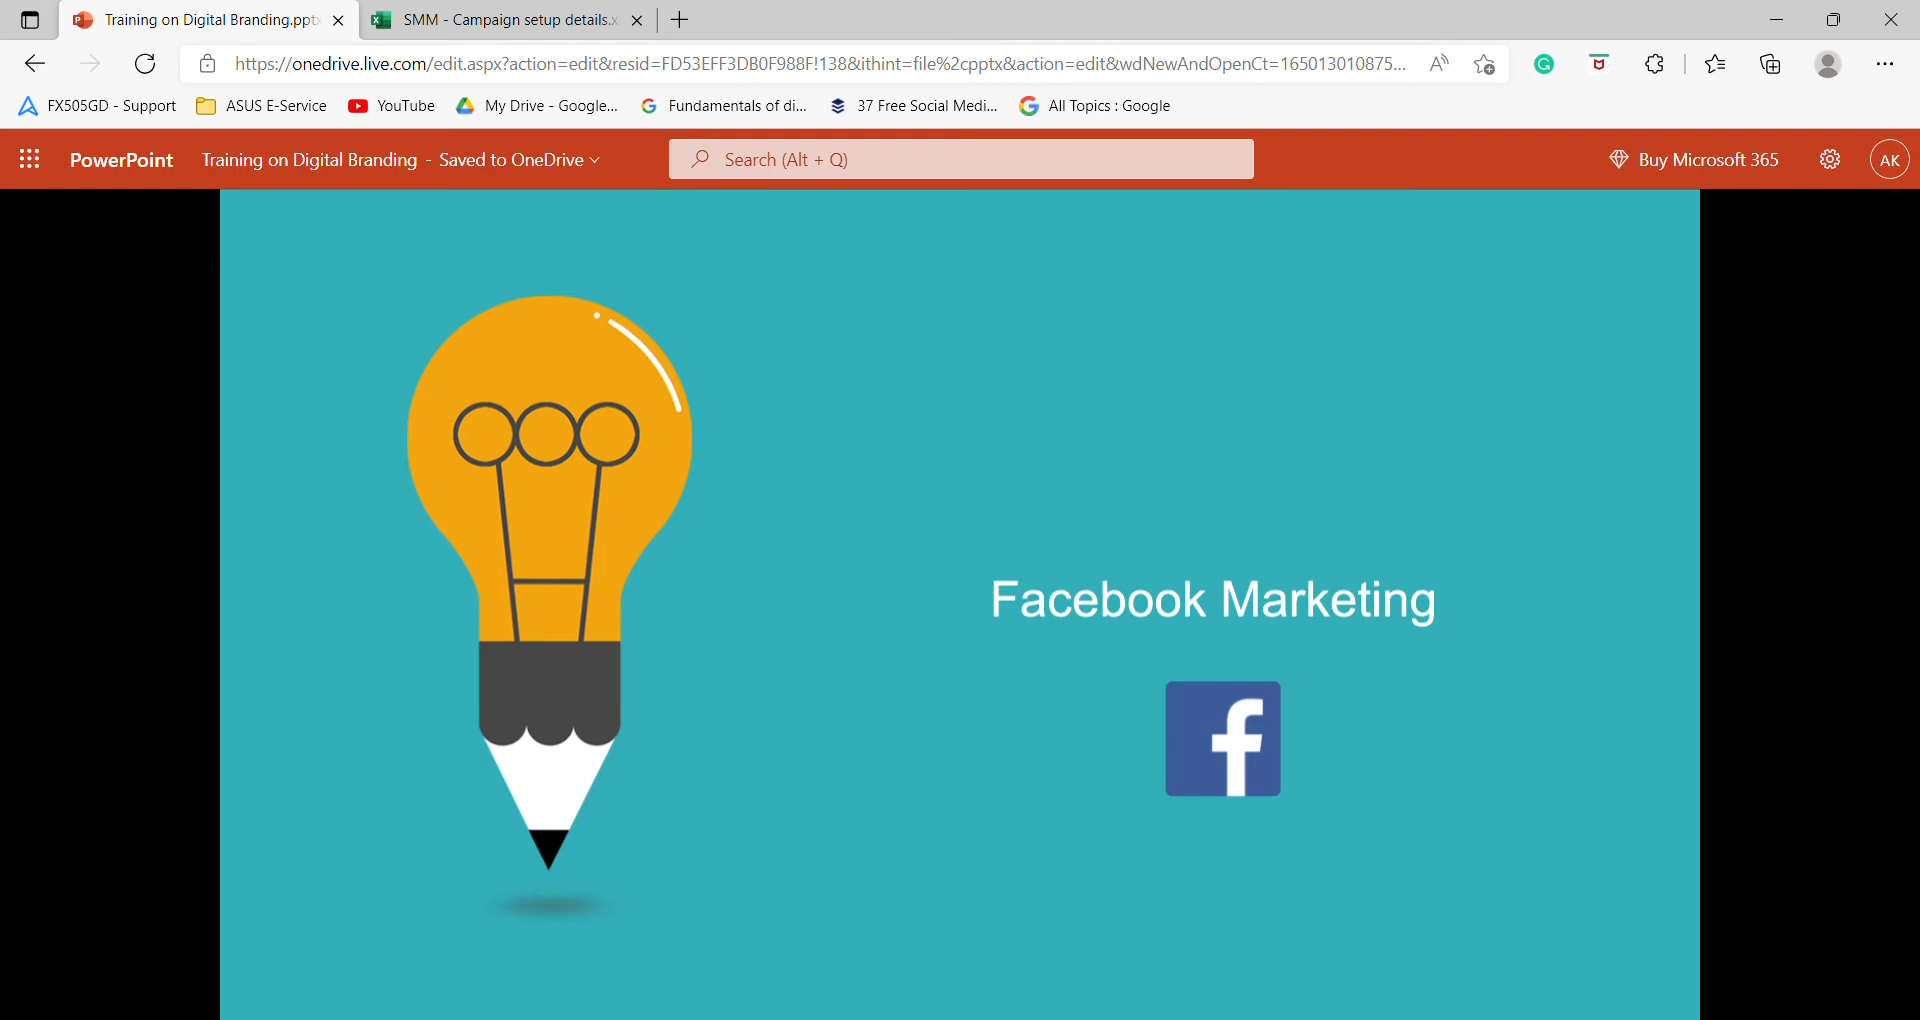 Training on Digital Branding.pptx
SMM - Campaign setup details.x
https://onedrive.live.com/edit.aspx?action=edit&resid=FD53EFF3DB0F988F!138&ithint=file%2cpptx&action=edit&wdNewAndOpenCt=165013010875...
FX505GD - Support
ASUS E-Service
YouTube
My Drive - Google...
Fundamentals of di...
37 Free Social Medi...
All Topics : Google
PowerPoint
Training on Digital Branding - Saved to OneDrive
Search (Alt + Q)
Buy Microsoft 365
AK
Facebook Marketing